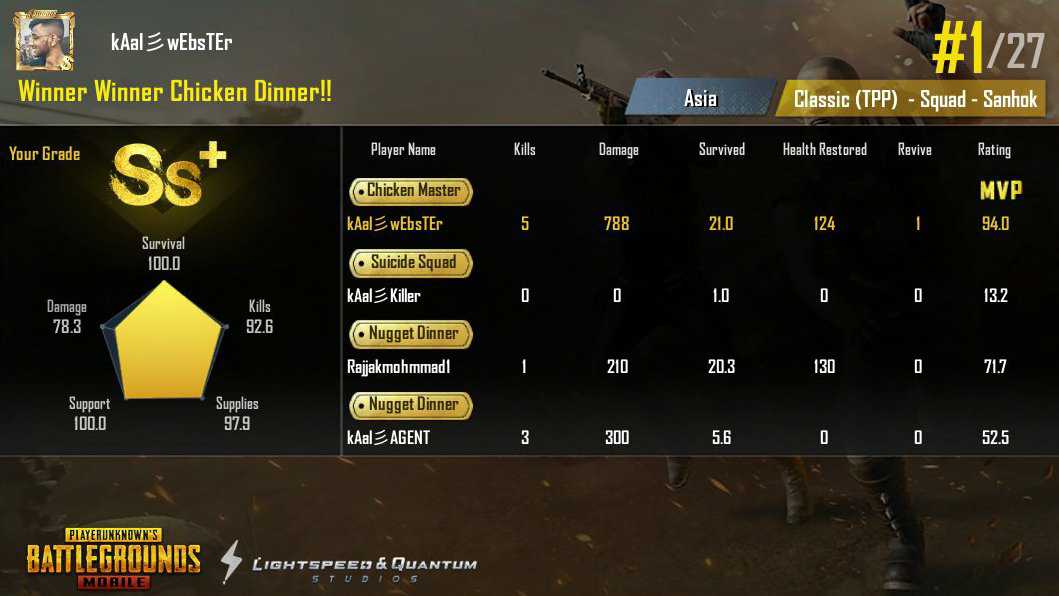 kAal彡wEbsTEr
#1/27
Winner Winner Chicken Dinner!!
Asia
Classic (TPP) - Squad - Sanhok
Your Grade
Ss+
Survival
100.0
Damage
78.3
Kills
92.6
Support
100.0
Supplies
97.9
Player Name Kills Damage Survived Health Restored Revive Rating
• Chicken Master
MVP
kAal彡wEbsTEr 5 788 21.0 124 1 94.0
• Suicide Squad
kAal彡Killer 0 0 1.0 0 0 13.2
• Nugget Dinner
Rajjakmohmmad1 1 210 20.3 130 0 71.7
• Nugget Dinner
kAal彡AGENT 3 300 5.6 0 0 52.5
PLAYERUNKNOWN'S
BATTLEGROUNDS
MOBILE
LIGHTSPEED & QUANTUM
STUDIOS